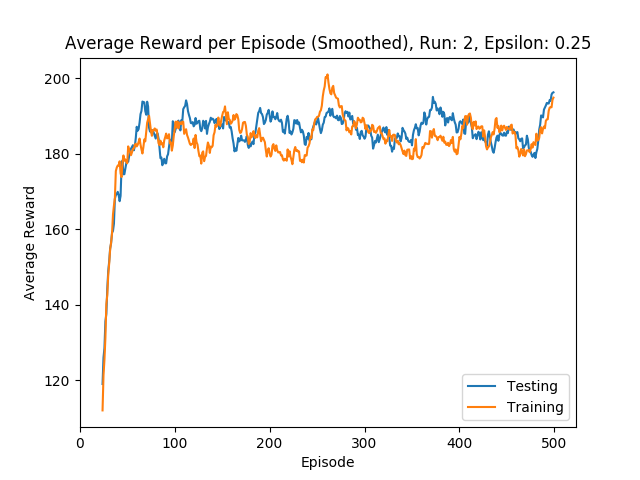 Average Reward per Episode (Smoothed), Run: 2, Epsilon: 0.25
200
180
160
140
120
Average Reward
0 100 200 300 400 500
Episode
Testing
Training